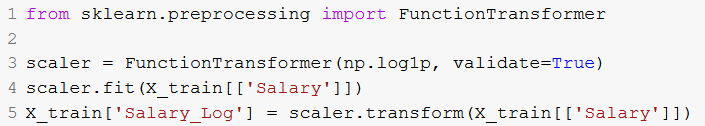 1 from sklearn.preprocessing import FunctionTransformer
2
3 scaler = FunctionTransformer(np.log1p, validate=True)
4 scaler.fit(X_train[['Salary']])
5 X_train['Salary_Log'] = scaler.transform(X_train[['Salary']])